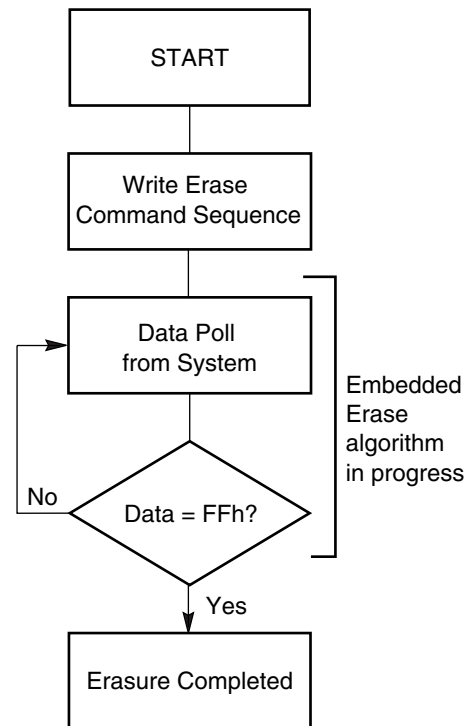 START
Write Erase
Command Sequence
Data Poll
from System
Embedded
Erase
algorithm
in progress
No
Data = FFh?
Yes
Erasure Completed